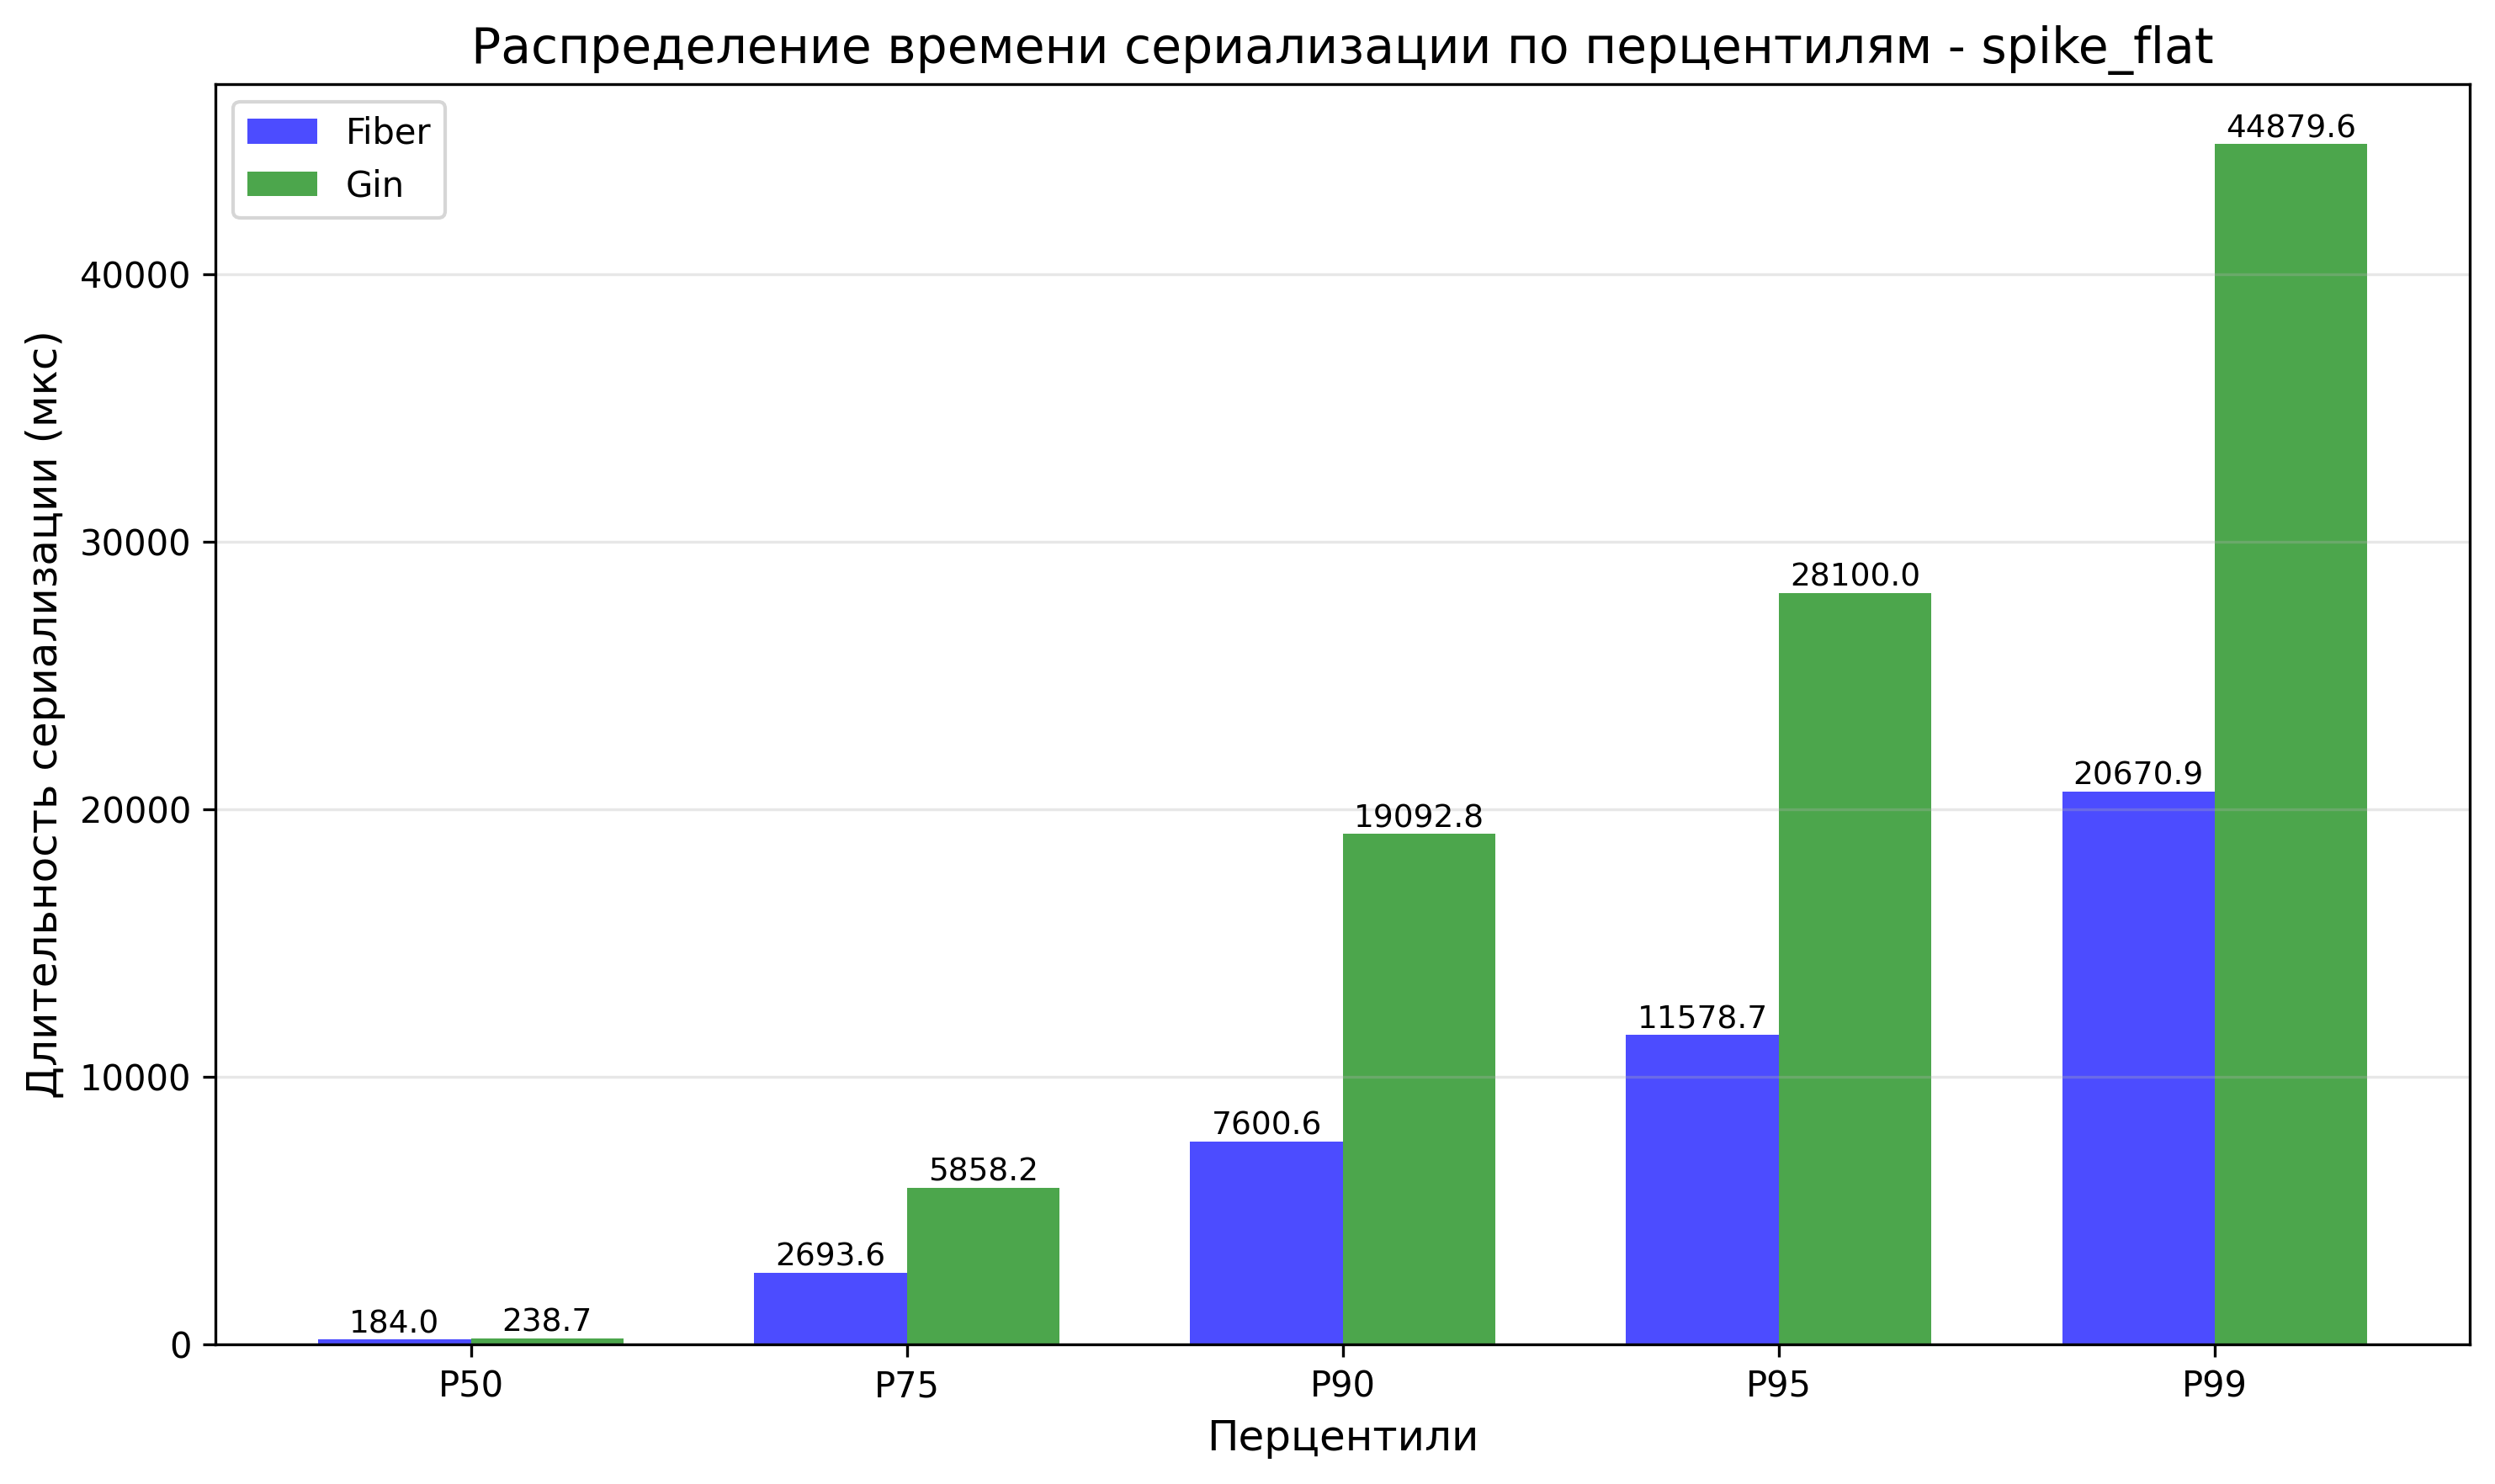 Распределение времени сериализации по перцентилям - spike_flat
Fiber
Gin
Длительность сериализации (мкс)
40000
30000
20000
10000
0
184.0
238.7
2693.6
5858.2
7600.6
19092.8
11578.7
28100.0
20670.9
44879.6
P50
P75
P90
P95
P99
Перцентили